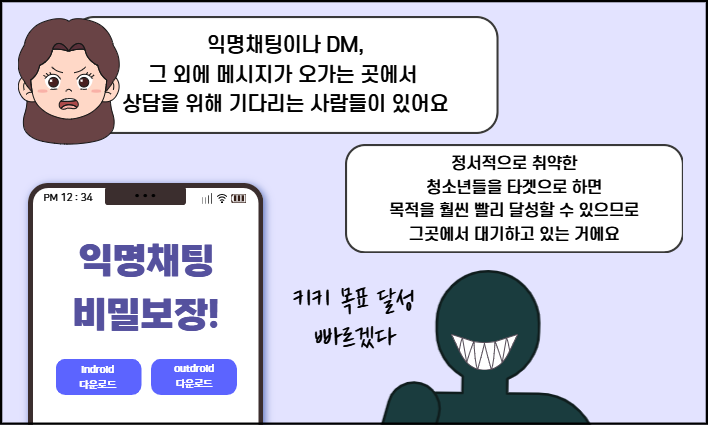 익명채팅이나 DM,
그 외에 메시지가 오가는 곳에서
상담을 위해 기다리는 사람들이 있어요
정서적으로 취약한
청소년들을 타겟으로 하면
목적을 훨씬 빨리 달성할 수 있으므로
그곳에서 대기하고 있는 거예요
PM 12 : 34
익명채팅
비밀보장!
indroid
다운로드
outdroid
다운로드
키키 목표 달성
빠르겠다